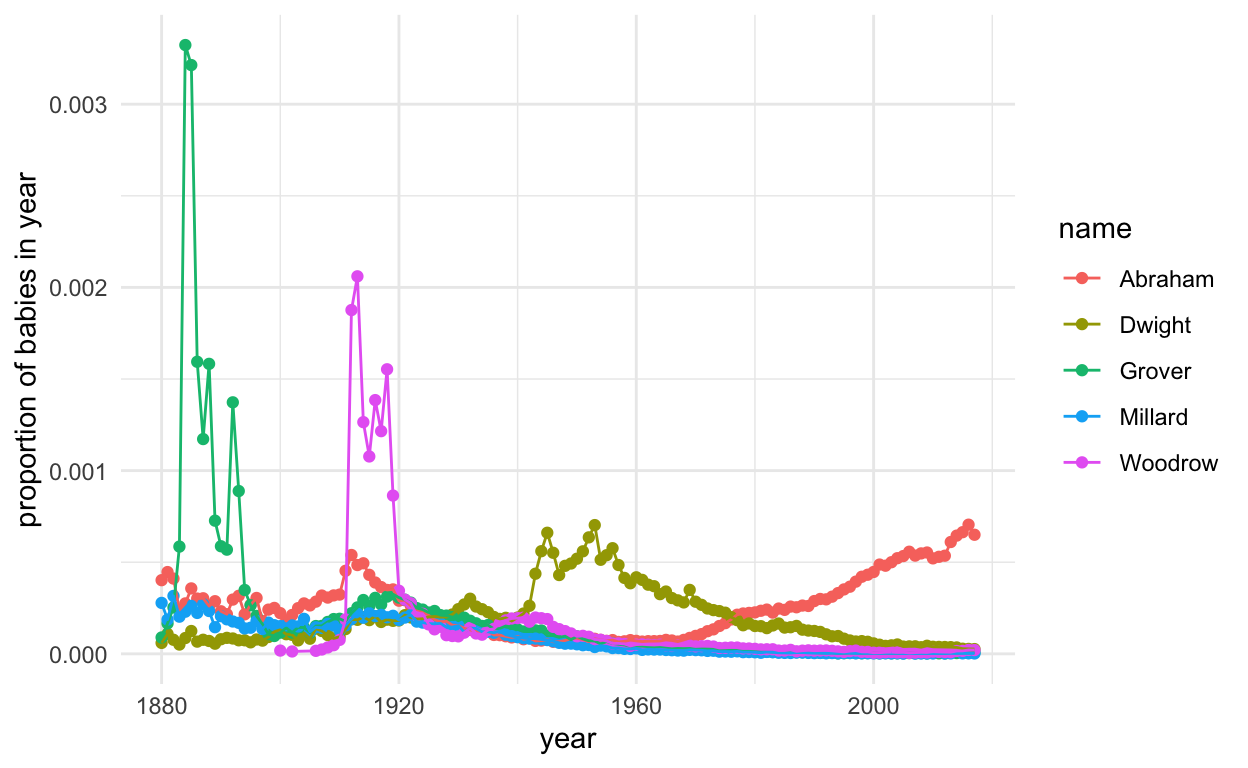 proportion of babies in year
0.003
0.002
0.001
0.000
1880
1920
1960
2000
year
name
Abraham
Dwight
Grover
Millard
Woodrow